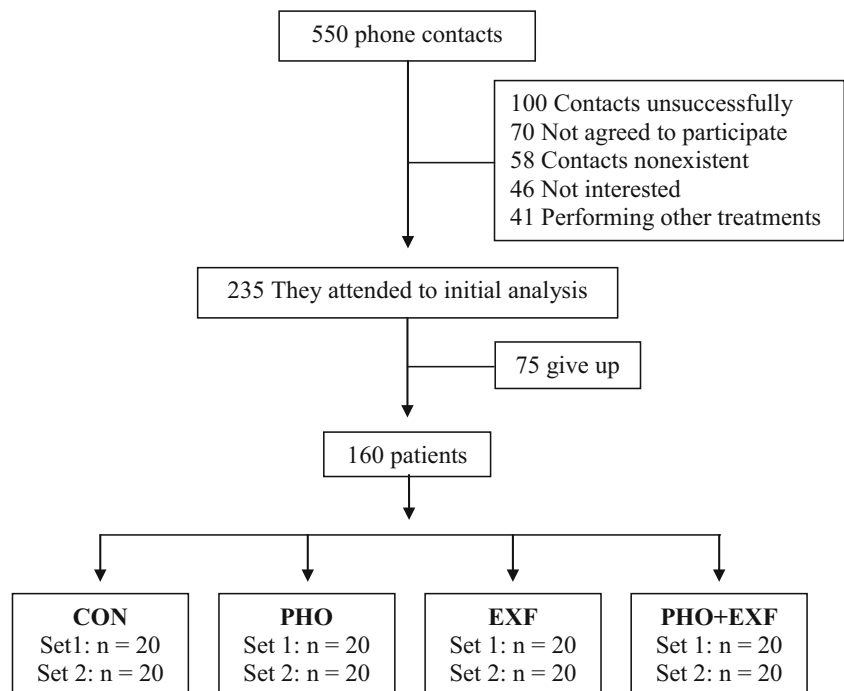 550 phone contacts
100 Contacts unsuccessfully
70 Not agreed to participate
58 Contacts nonexistent
46 Not interested
41 Performing other treatments
235 They attended to initial analysis
75 give up
160 patients
CON
Set1: n = 20
Set 2: n = 20
PHO
Set 1: n = 20
Set 2: n = 20
EXF
Set 1: n = 20
Set 2: n = 20
PHO+EXF
Set 1: n = 20
Set 2: n = 20